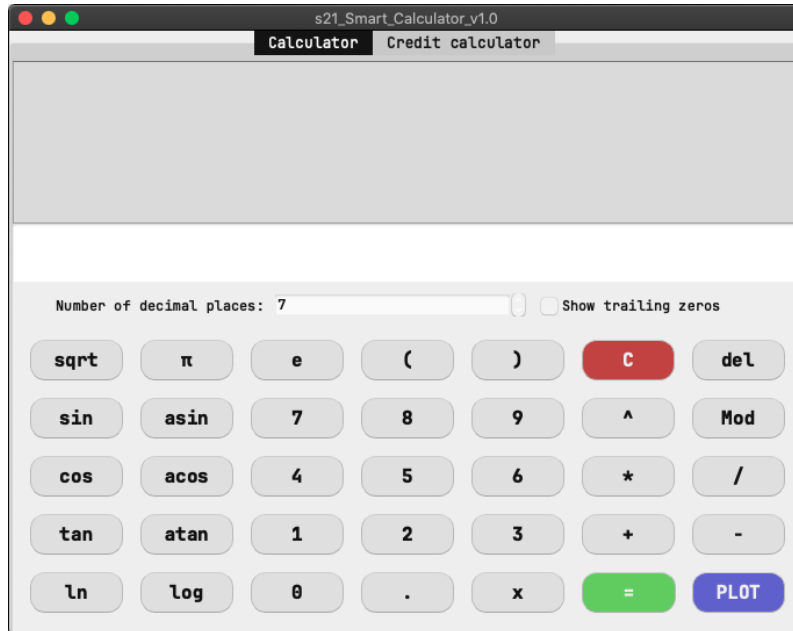 s21_Smart_Calculator_v1.0
Calculator Credit calculator
Number of decimal places: 7 Show trailing zeros
sqrt π e ( ) C del
sin asin 7 8 9 ^ Mod
cos acos 4 5 6 * /
tan atan 1 2 3 + -
ln log 0 . x = PLOT